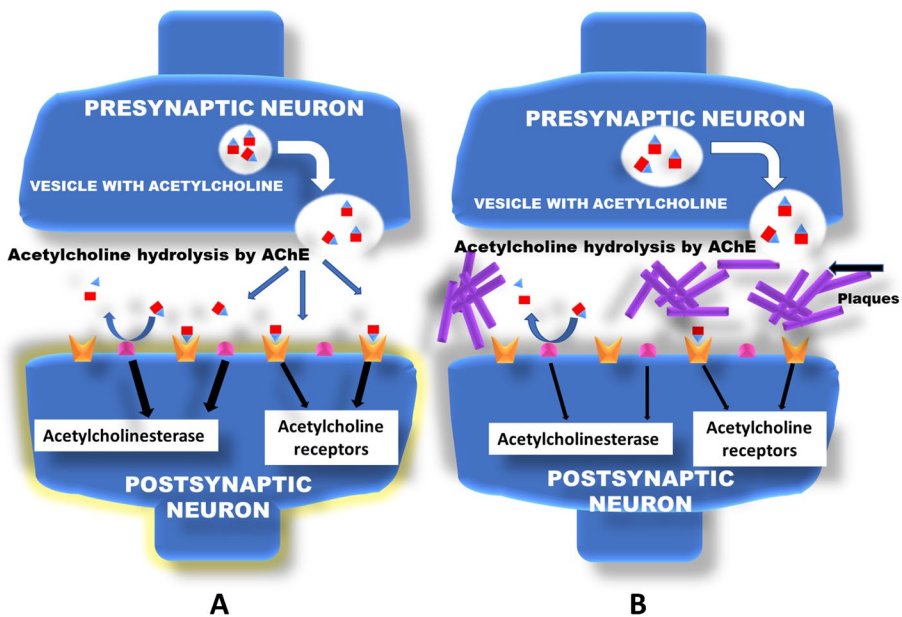 PRESYNAPTIC NEURON
VESICLE WITH ACETYLCHOLINE
Acetylcholine hydrolysis by AChE
Acetylcholinesterase
Acetylcholine
receptors
POSTSYNAPTIC
NEURON
A
PRESYNAPTIC NEURON
VESICLE WITH ACETYLCHOLINE
Acetylcholine hydrolysis by AChE
Plaques
Acetylcholinesterase
Acetylcholine
receptors
POSTSYNAPTIC
NEURON
B